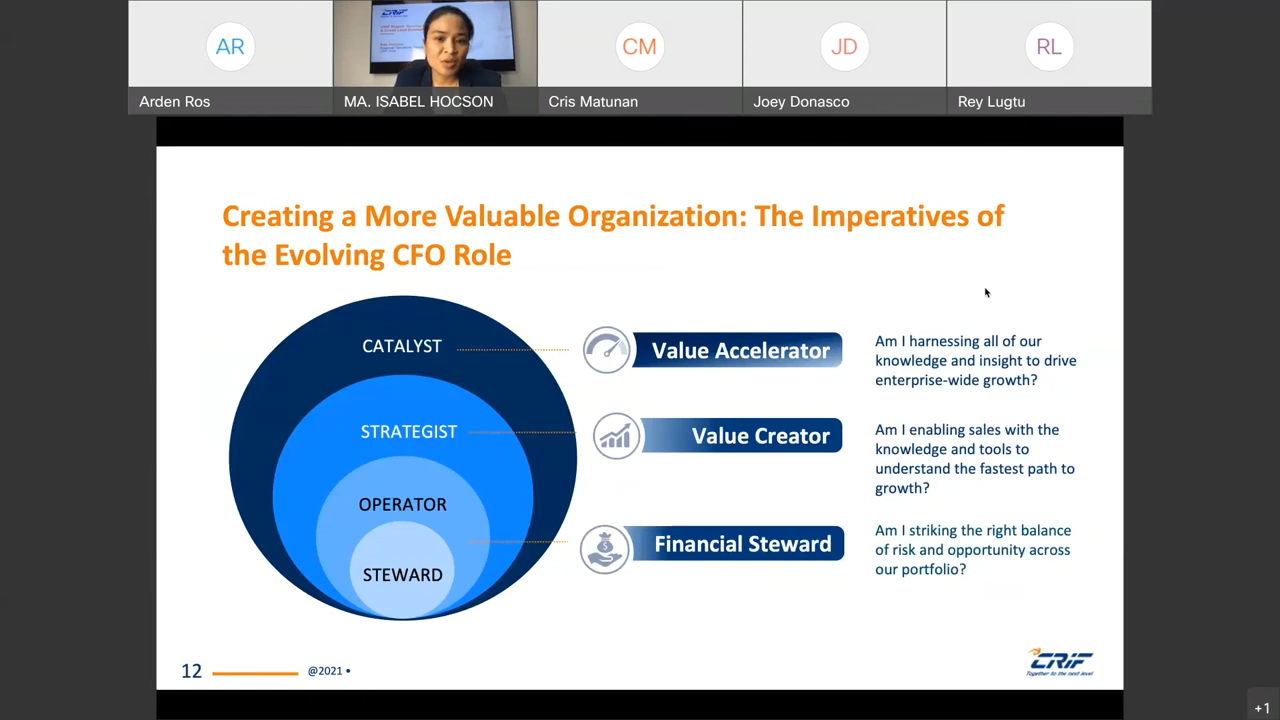 AR
CRIF
CM
JD
RL
Arden Ros
MA. ISABEL HOCSON
Cris Matunan
Joey Donasco
Rey Lugtu
Creating a More Valuable Organization: The Imperatives of
the Evolving CFO Role
CATALYST
STRATEGIST
OPERATOR
STEWARD
Value Accelerator
Am I harnessing all of our
knowledge and insight to drive
enterprise-wide growth?
Value Creator
Am I enabling sales with the
knowledge and tools to
understand the fastest path to
growth?
Financial Steward
Am I striking the right balance
of risk and opportunity across
our portfolio?
12
@2021 •
CRIF
Together to the next level
+1